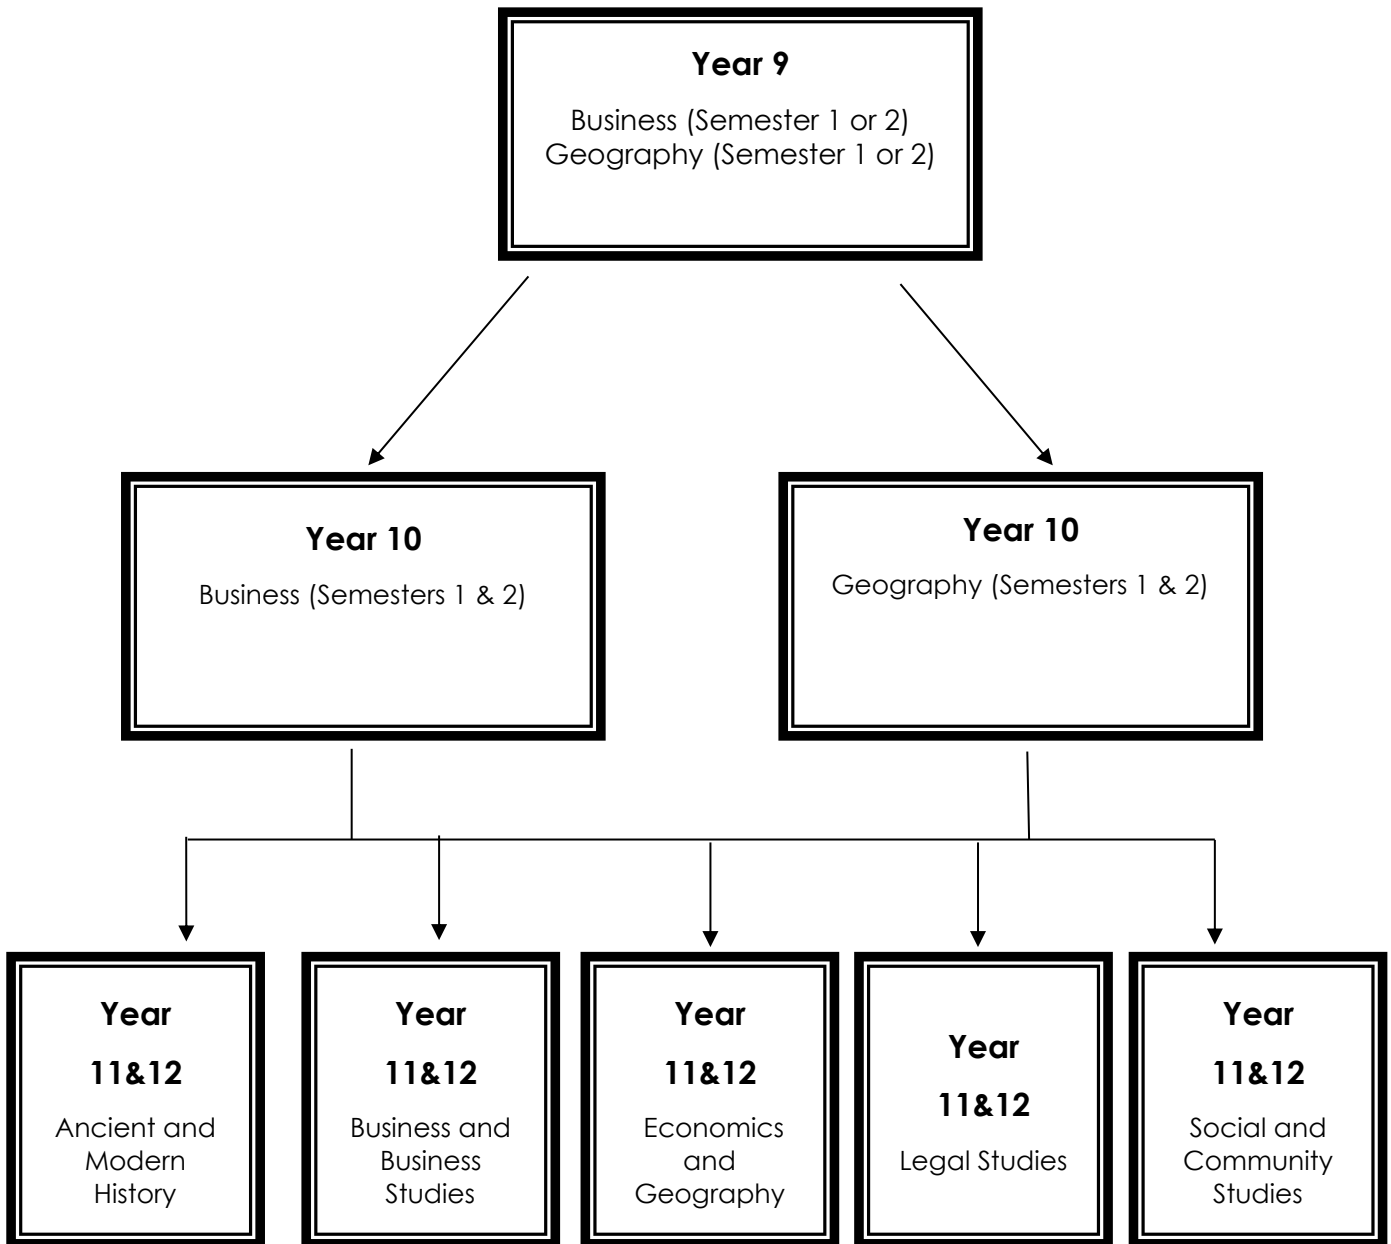 Year 9
Business (Semester 1 or 2)
Geography (Semester 1 or 2)
Year 10
Business (Semesters 1 & 2)
Year 10
Geography (Semesters 1 & 2)
Year
11&12
Ancient and
Modern
History
Year
11&12
Business and
Business
Studies
Year
11&12
Economics
and
Geography
Year
11&12
Legal Studies
Year
11&12
Social and
Community
Studies